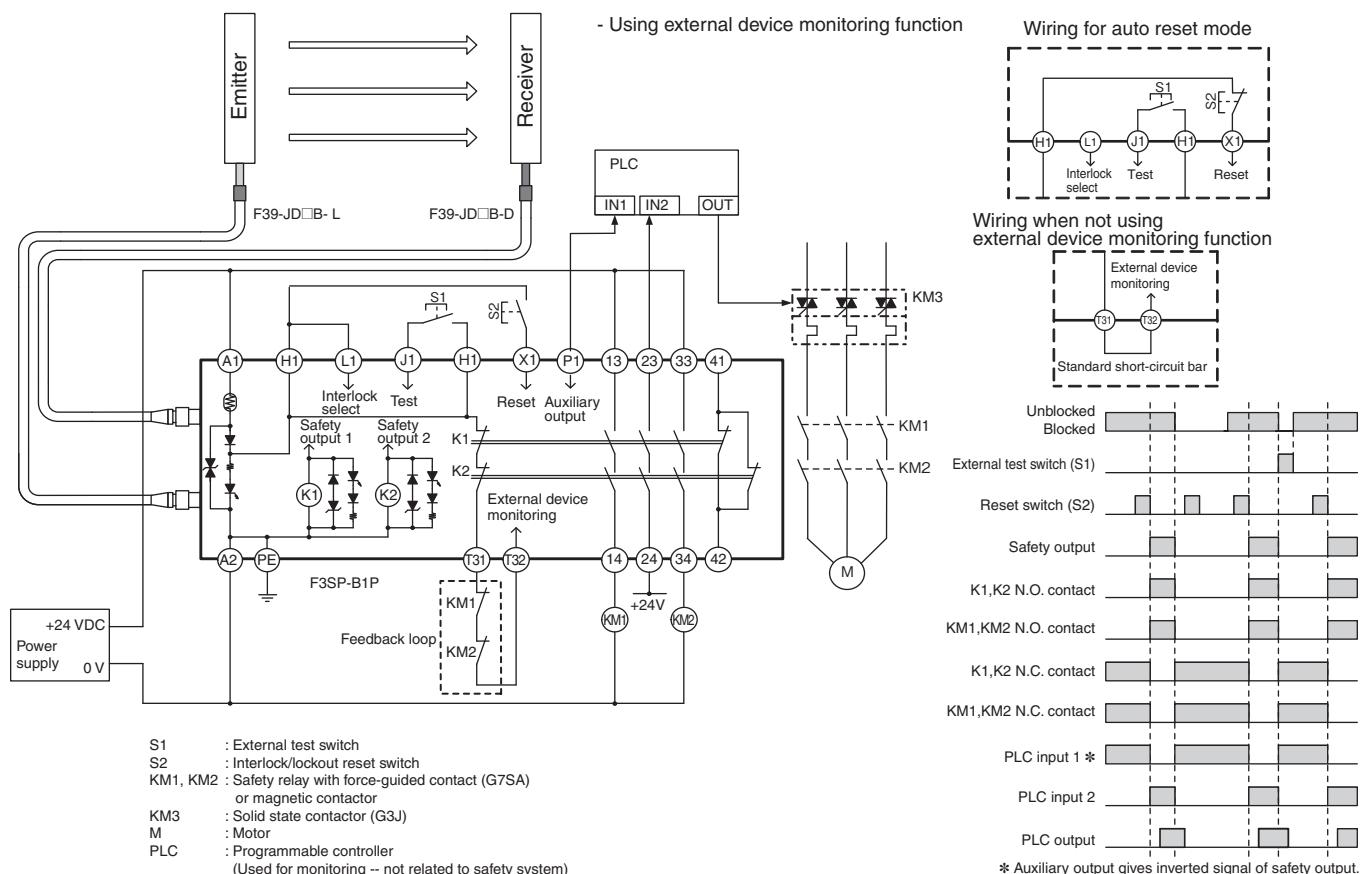 - Using external device monitoring function
Emitter
Receiver
F39-JD□B- L
F39-JD□B-D
PLC
IN1
IN2
OUT
KM3
S1
S2
A1
H1
L1
J1
H1
X1
P1
13
23
33
41
Interlock
select
Test
Reset
Auxiliary
output
Safety
output 1
Safety
output 2
K1
K2
K1
K2
External device
monitoring
KM1
KM2
M
A2
PE
T31
T32
14
24
34
42
F3SP-B1P
+24V
KM1
KM2
Feedback loop
KM1
KM2
+24 VDC
Power
supply
0 V
S1 : External test switch
S2 : Interlock/lockout reset switch
KM1, KM2 : Safety relay with force-guided contact (G7SA)
or magnetic contactor
KM3 : Solid state contactor (G3J)
M : Motor
PLC : Programmable controller
(Used for monitoring -- not related to safety system)
Wiring for auto reset mode
S1
S2
H1
L1
J1
H1
X1
Interlock
select
Test
Reset
Wiring when not using
external device monitoring function
External device
monitoring
T31
T32
Standard short-circuit bar
Unblocked
Blocked
External test switch (S1)
Reset switch (S2)
Safety output
K1,K2 N.O. contact
KM1,KM2 N.O. contact
K1,K2 N.C. contact
KM1,KM2 N.C. contact
PLC input 1 ✻
PLC input 2
PLC output
✻ Auxiliary output gives inverted signal of safety output.